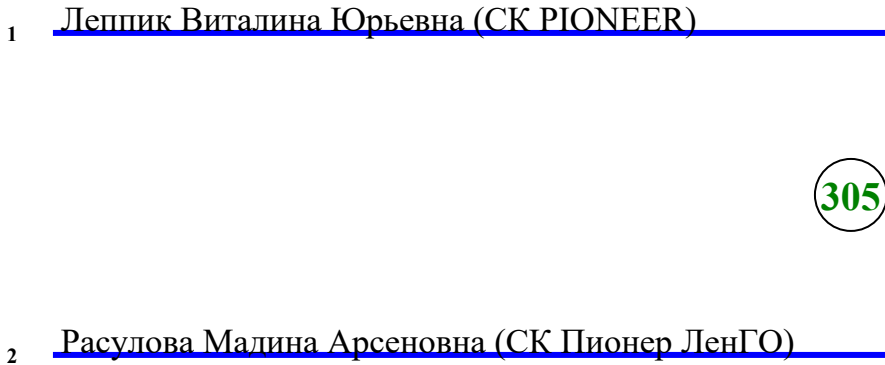 1 Леппик Виталина Юрьевна (СК PIONEER)
305
2 Расулова Мадина Арсеновна (СК Пионер ЛенГО)